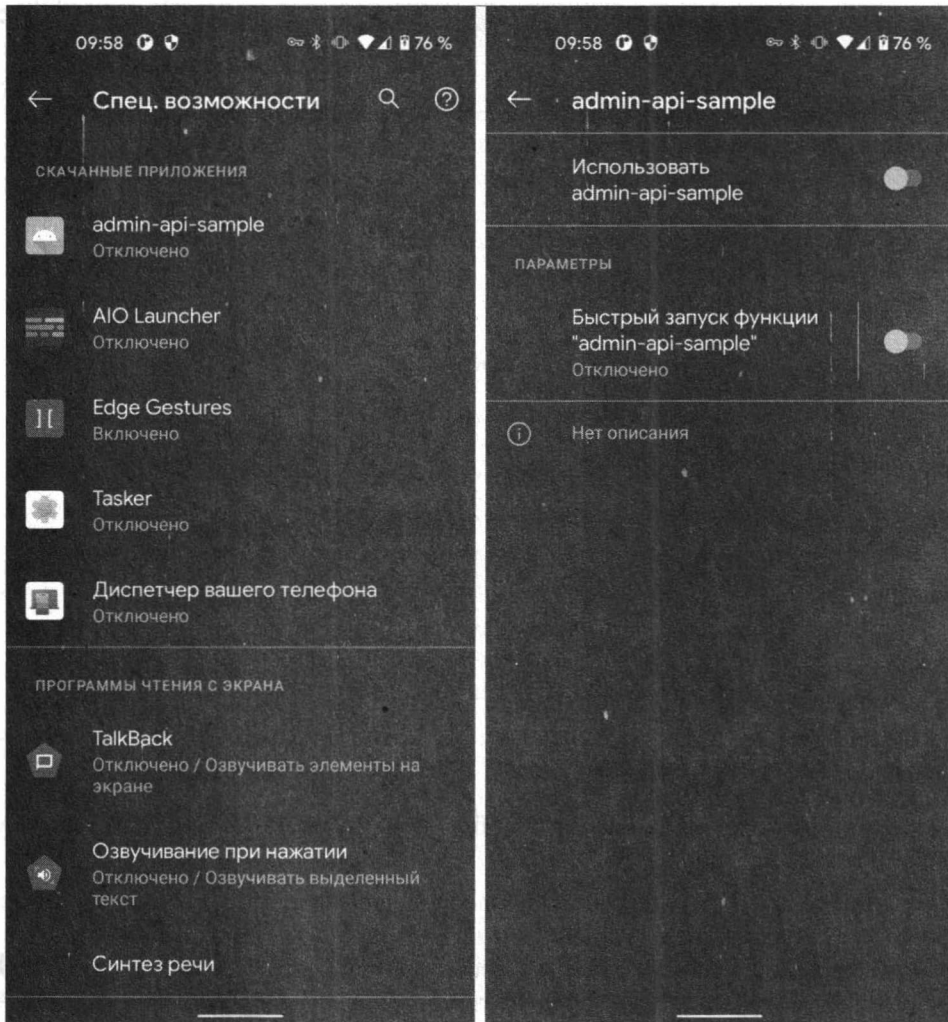 09:58
76 %
Спец. возможности
СКАЧАННЫЕ ПРИЛОЖЕНИЯ
admin-api-sample
Отключено
AIO Launcher
Отключено
Edge Gestures
Включено
Tasker
Отключено
Диспетчер вашего телефона
Отключено
ПРОГРАММЫ ЧТЕНИЯ С ЭКРАНА
TalkBack
Отключено / Озвучивать элементы на
экране
Озвучивание при нажатии
Отключено / Озвучивать выделенный
текст
Синтез речи
09:58
76 %
admin-api-sample
Использовать
admin-api-sample
ПАРАМЕТРЫ
Быстрый запуск функции
"admin-api-sample"
Отключено
Нет описания